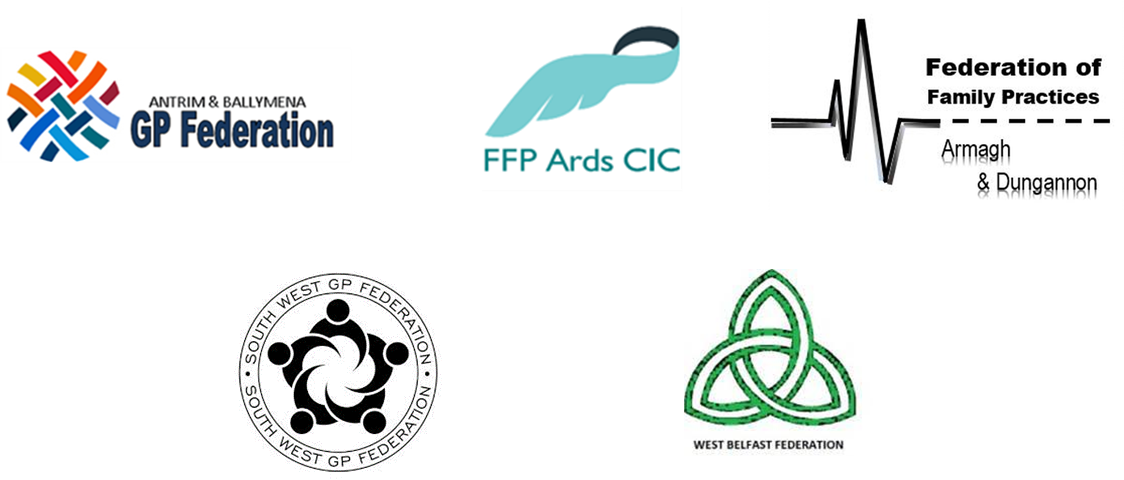 ANTRIM & BALLYMENA
GP Federation
FFP Ards CIC
Federation of
Family Practices
Armagh
& Dungannon
SOUTH WEST GP FEDERATION
SOUTH WEST GP FEDERATION
WEST BELFAST FEDERATION